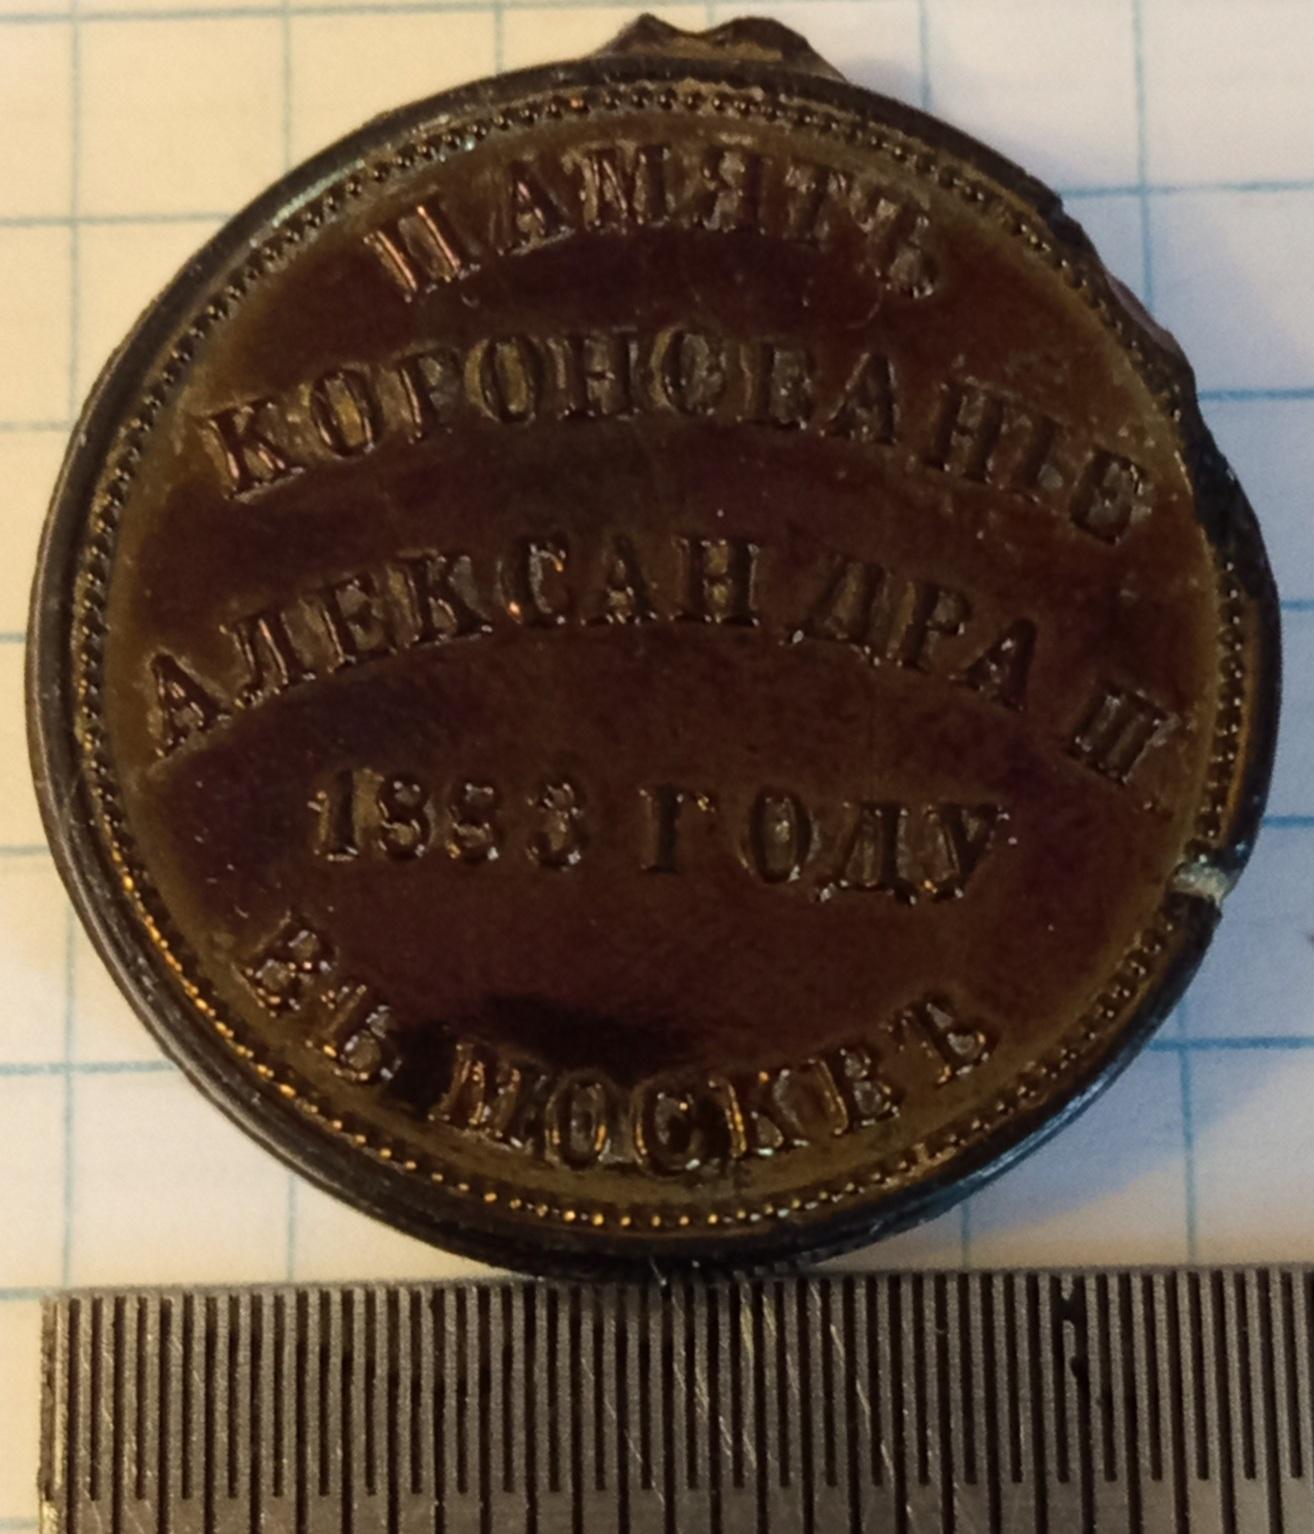 ПАМЯТЬ
КОРОНОВАНІЕ
АЛЕКСАНДРА III.
1883 ГОДУ
ВЪ МОСКВѢ